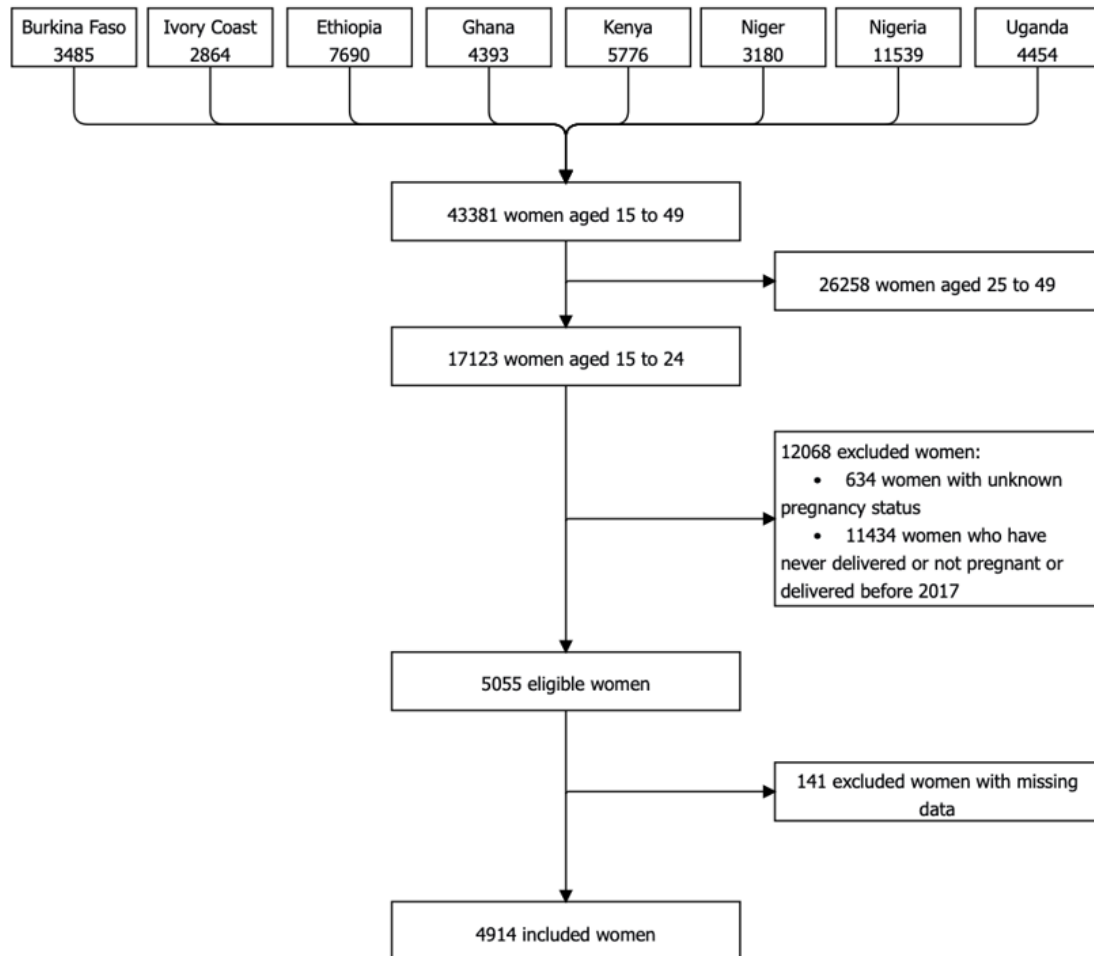 Burkina Faso
3485
Ivory Coast
2864
Ethiopia
7690
Ghana
4393
Kenya
5776
Niger
3180
Nigeria
11539
Uganda
4454
43381 women aged 15 to 49
26258 women aged 25 to 49
17123 women aged 15 to 24
12068 excluded women:
• 634 women with unknown
pregnancy status
• 11434 women who have
never delivered or not pregnant or
delivered before 2017
5055 eligible women
141 excluded women with missing
data
4914 included women